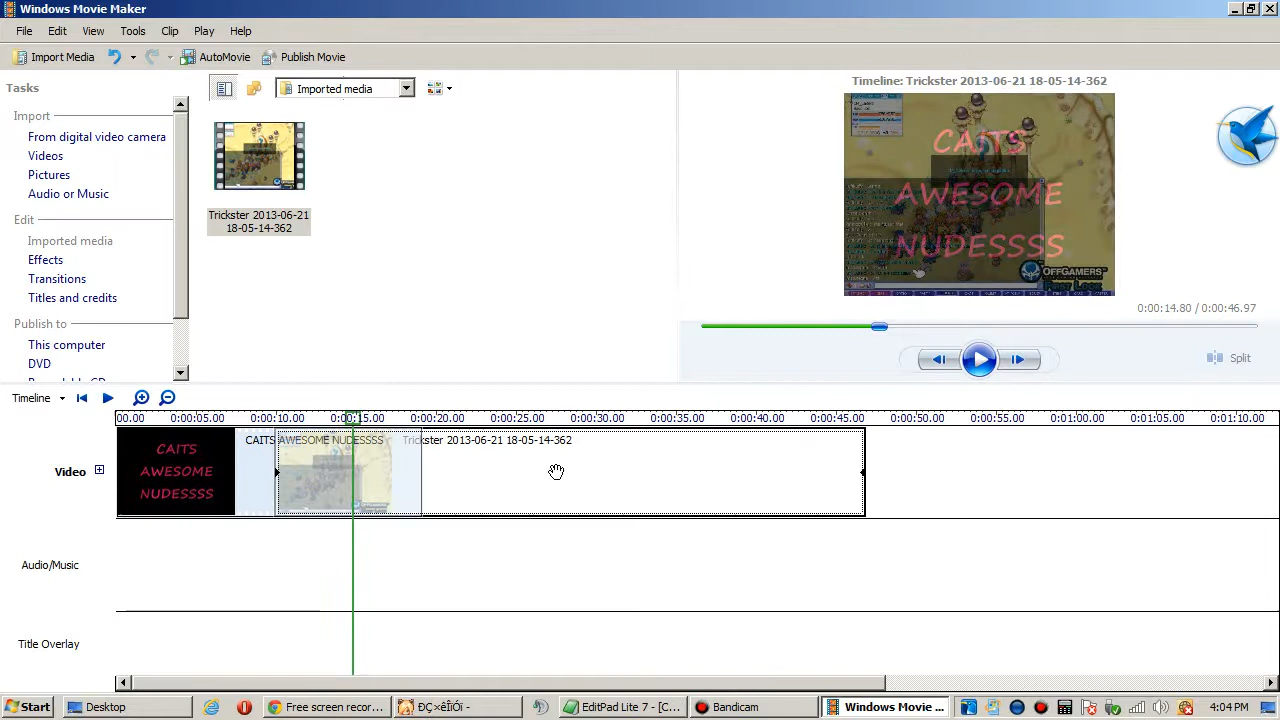 Windows Movie Maker
File Edit View Tools Clip Play Help
Import Media AutoMovie Publish Movie
Tasks
Imported media
Timeline: Trickster 2013-06-21 18-05-14-362
Import
From digital video camera
Videos
Pictures
Audio or Music
Edit
Imported media
Effects
Transitions
Titles and credits
Publish to
This computer
DVD
Trickster 2013-06-21
18-05-14-362
CAITS
AWESOME
NUDESSSS
OFFGAMERS
0:00:14.80 / 0:00:46.97
Split
Timeline
00.00 0:00:05.00 0:00:10.00 0:00:15.00 0:00:20.00 0:00:25.00 0:00:30.00 0:00:35.00 0:00:40.00 0:00:45.00 0:00:50.00 0:00:55.00 0:01:00.00 0:01:05.00 0:01:10.00
Video
CAITS
AWESOME
NUDESSSS
CAITS AWESOME NUDESSSS
Trickster 2013-06-21 18-05-14-362
Audio/Music
Title Overlay
Start Desktop Free screen recor... ÐÇ×êÎïÓï - EditPad Lite 7 - [C... Bandicam Windows Movie ... 4:04 PM